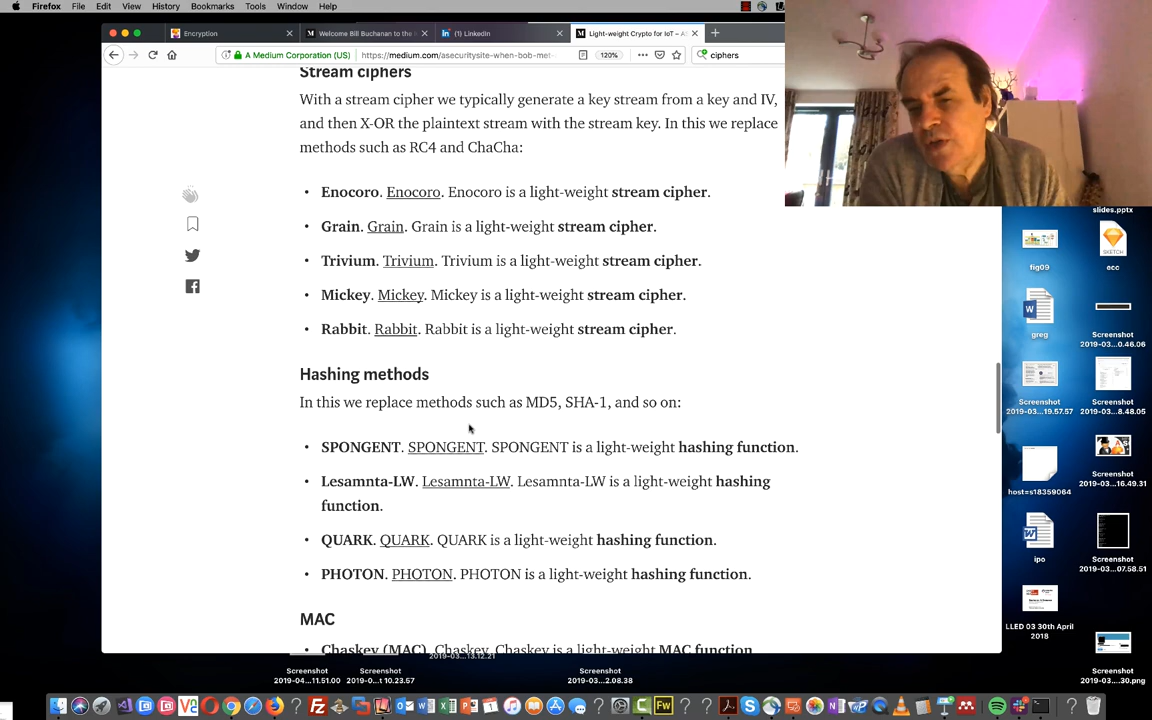 Firefox File Edit View History Bookmarks Tools Window Help
Encryption
Welcome Bill Buchanan to the
(1) LinkedIn
Light-weight Crypto for IoT – A
A Medium Corporation (US)
https://medium.com/asecuritysite-when-bob-met-
120%
ciphers
Stream ciphers
With a stream cipher we typically generate a key stream from a key and IV,
and then X-OR the plaintext stream with the stream key. In this we replace
methods such as RC4 and ChaCha:
• Enocoro. Enocoro. Enocoro is a light-weight stream cipher.
• Grain. Grain. Grain is a light-weight stream cipher.
• Trivium. Trivium. Trivium is a light-weight stream cipher.
• Mickey. Mickey. Mickey is a light-weight stream cipher.
• Rabbit. Rabbit. Rabbit is a light-weight stream cipher.
Hashing methods
In this we replace methods such as MD5, SHA-1, and so on:
• SPONGENT. SPONGENT. SPONGENT is a light-weight hashing function.
• Lesamnta-LW. Lesamnta-LW. Lesamnta-LW is a light-weight hashing
function.
• QUARK. QUARK. QUARK is a light-weight hashing function.
• PHOTON. PHOTON. PHOTON is a light-weight hashing function.
MAC
Chaskey (MAC). Chaskey. Chaskey is a light-weight MAC function
slides.pptx
fig09
ecc
greg
Screenshot
2019-03...0.46.06
Screenshot
2019-03...19.57.57
Screenshot
2019-03...8.48.05
host=s18359064
Screenshot
2019-03...16.49.31
ipo
Screenshot
2019-03...07.58.51
LLED 03 30th April
2018
Screenshot
2019-03...30.png
2019-03...13.12.21
Screenshot
2019-04...11.51.00
Screenshot
2019-0...t 10.23.57
Screenshot
2019-03...2.08.38